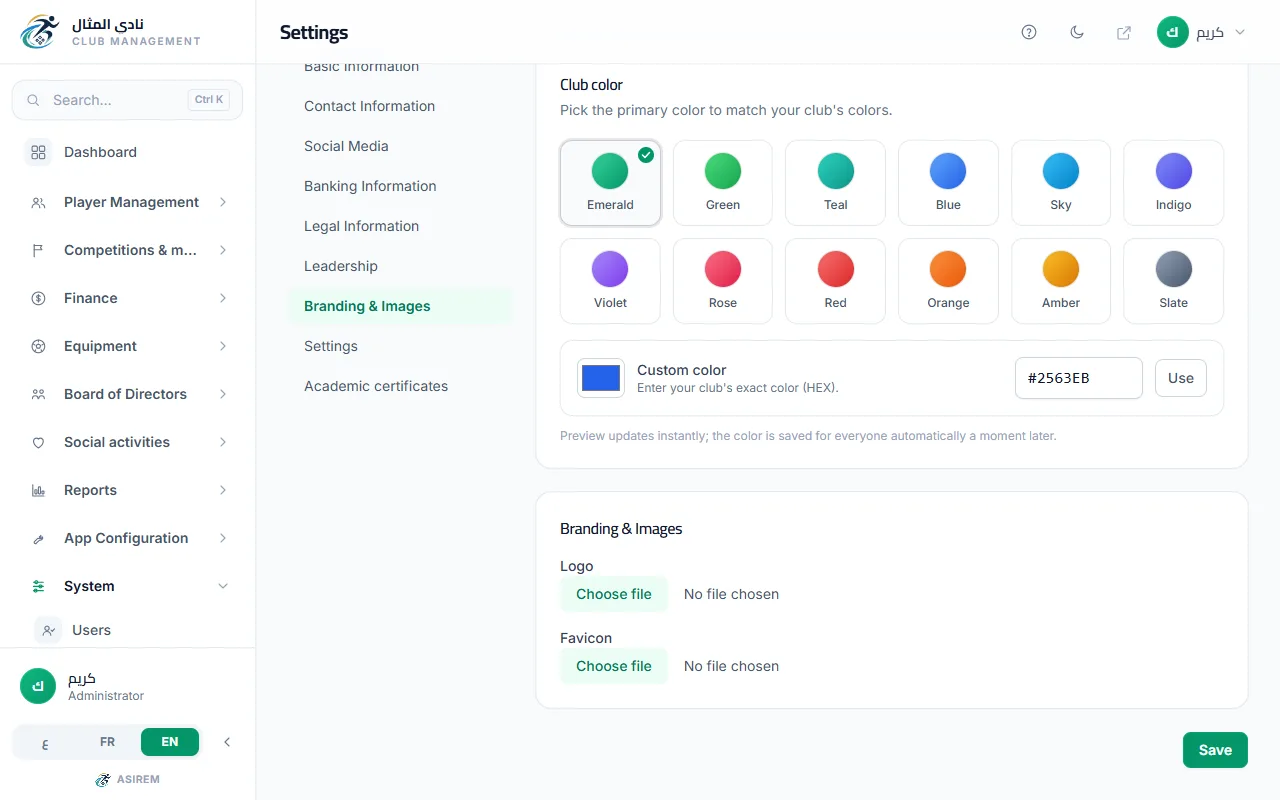 نادي المثال
CLUB MANAGEMENT
Search...
Ctrl K
Dashboard
Player Management
Competitions & m...
Finance
Equipment
Board of Directors
Social activities
Reports
App Configuration
System
Users
ك
كريم
Administrator
ع
FR
EN
ASIREM
Settings
ك
كريم
Basic Information
Contact Information
Social Media
Banking Information
Legal Information
Leadership
Branding & Images
Settings
Academic certificates
Club color
Pick the primary color to match your club's colors.
Emerald
Green
Teal
Blue
Sky
Indigo
Violet
Rose
Red
Orange
Amber
Slate
Custom color
Enter your club's exact color (HEX).
#2563EB
Use
Preview updates instantly; the color is saved for everyone automatically a moment later.
Branding & Images
Logo
Choose file No file chosen
Favicon
Choose file No file chosen
Save